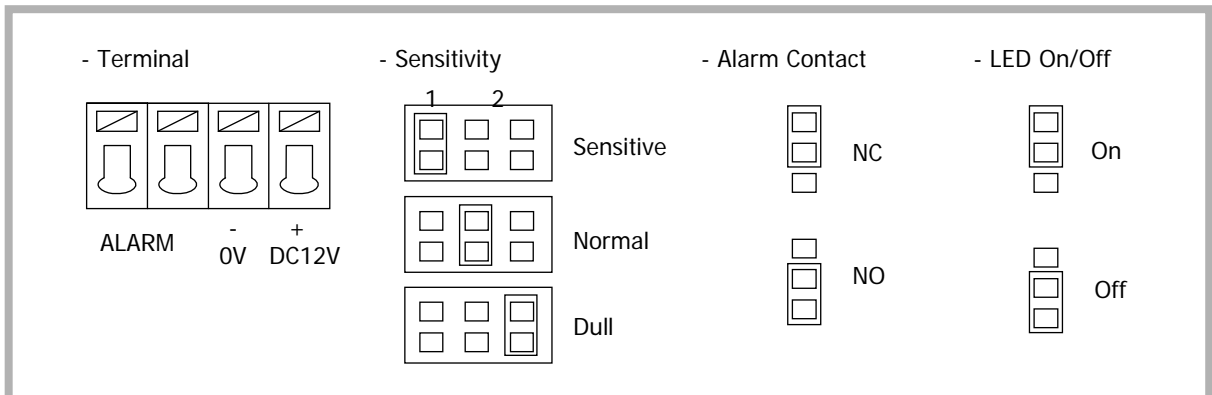 - Terminal
ALARM
-
0V
+
DC12V
- Sensitivity
1 2
Sensitive
Normal
Dull
- Alarm Contact
NC
NO
- LED On/Off
On
Off